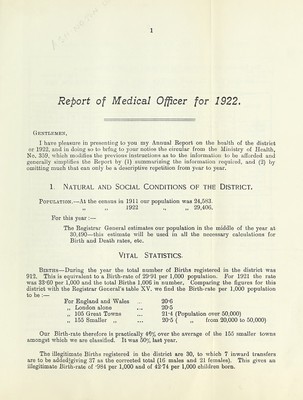 1
Report of Medical Officer for 1922.
GENTLEMEN,
I have pleasure in presenting to you my Annual Report on the health of the district
or 1922, and in doing so to bring to your notice the circular from the Ministry of Health,
No. 359, which modifies the previous instructions as to the information to be afforded and
generally simplifies the Report by (1) summarising the information required, and (2) by
omitting much that can only be a descriptive repetition from year to year.
1. NATURAL AND SOCIAL CONDITIONS OF THE DISTRICT.
POPULATION.—At the census in 1911 our population was 24,583.
„ „ 1922 „ „ 29,406.
For this year :—
The Registrar General estimates our population in the middle of the year at
30,490—this estimate will be used in all the necessary calculations for
Birth and Death rates, etc.
VITAL STATISTICS.
BIRTHS—During the year the total number of Births registered in the district was
912. This is equivalent to a Birth-rate of 29·91 per 1,000 population. For 1921 the rate
was 33·60 per 1,000 and the total Births 1,006 in number. Comparing the figures for this
district with the Registrar General's table XV. we find the Birth-rate per 1,000 population
to be :—
For England and Wales .. 20·6
„ London alone .. 20·5
„ 105 Great Towns .. 21·4 (Population over 50,000)
„ 155 Smaller „ .. 20·5 ( „ from 20,000 to 50,000)
Our Birth-rate therefore is practically 46% over the average of the 155 smaller towns
amongst which we are classified. It was 50% last year.
The illegitimate Births registered in the district are 30, to which 7 inward transfers
are to be added giving 37 as the corrected total (16 males and 21 females). This gives an
illegitimate Birth-rate of ·984 per 1,000 and of 42·74 per 1,000 children born.